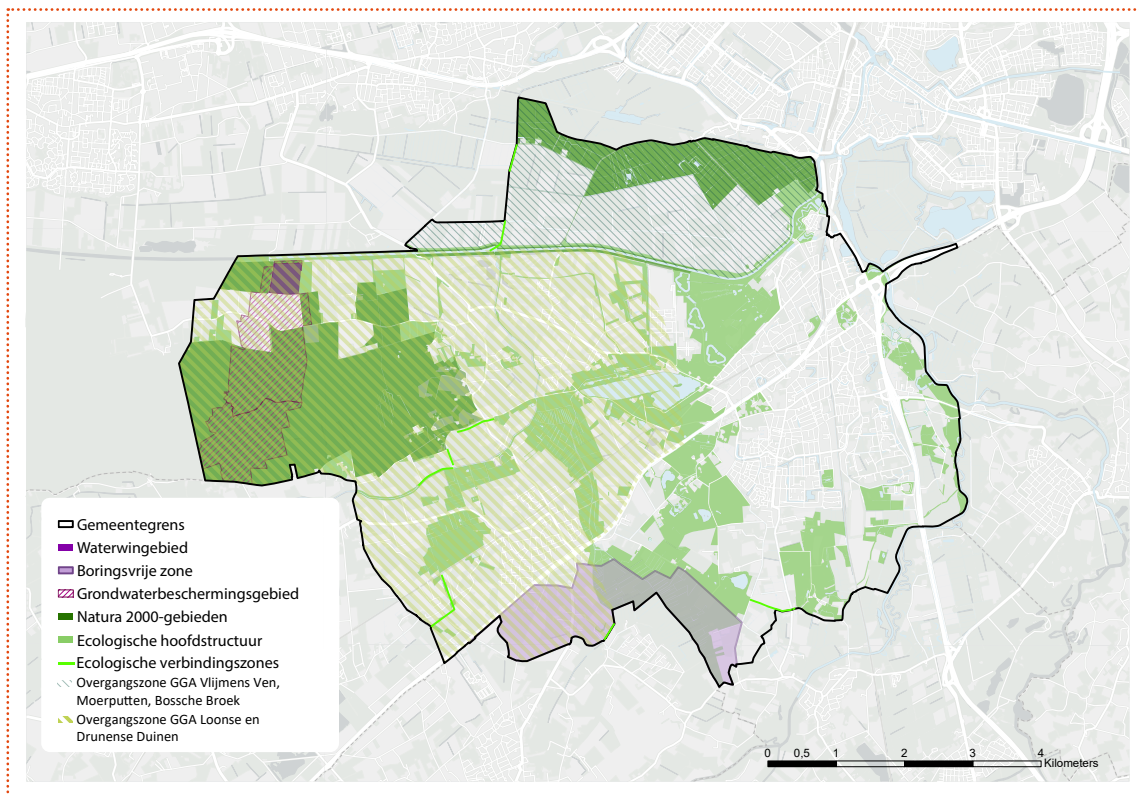 Gemeentegrens
Waterwingebied
Boringsvrije zone
Grondwaterbeschermingsgebied
Natura 2000-gebieden
Ecologische hoofdstructuur
Ecologische verbindingszones
Overgangszone GGA Vlijmens Ven,
Moerputten, Bossche Broek
Overgangszone GGA Loonse en
Drunense Duinen
0 0,5 1 2 3 4
Kilometers